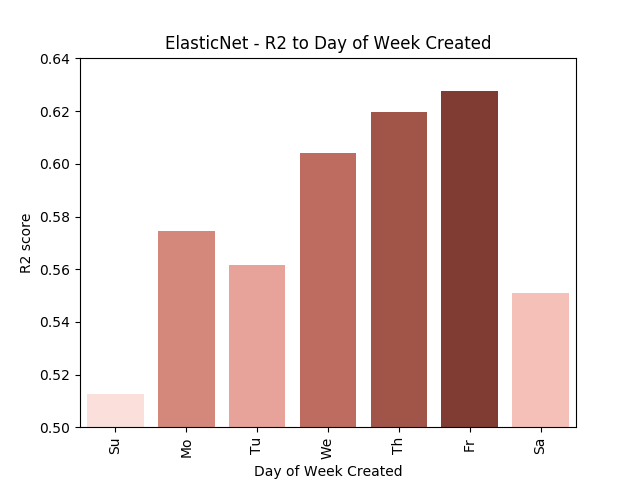 ElasticNet - R2 to Day of Week Created
0.64
0.62
0.60
0.58
0.56
0.54
0.52
0.50
R2 score
Su
Mo
Tu
We
Th
Fr
Sa
Day of Week Created